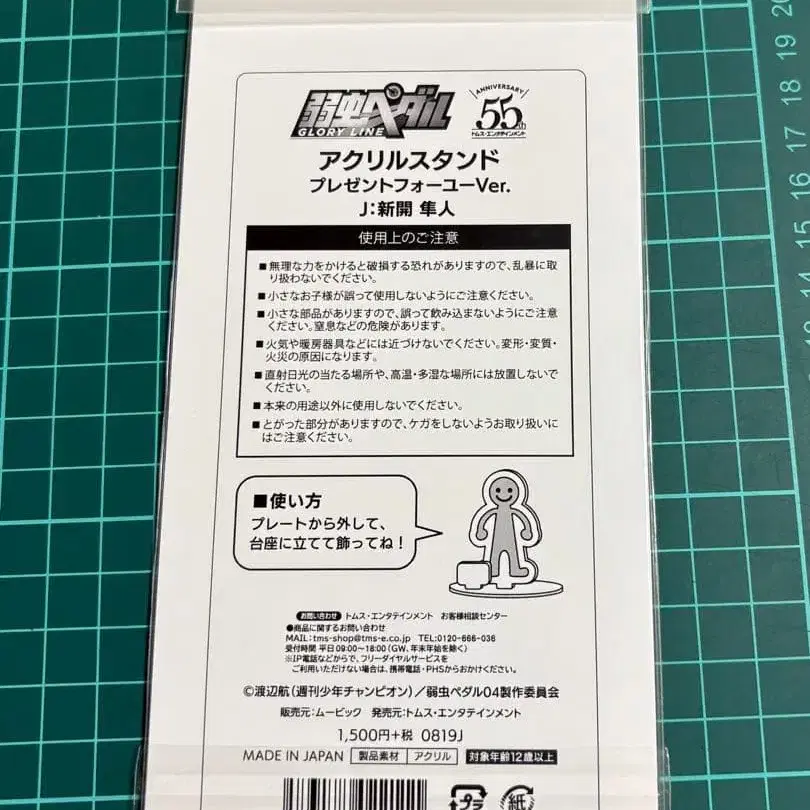 弱虫ペダル
GLORY LINE
ANNIVERSARY
55th
トムス・エンタテインメント
アクリルスタンド
プレゼントフォーユーVer.
J:新開 隼人
使用上のご注意
■無理な力をかけると破損する恐れがありますので、乱暴に取
り扱わないでください。
■小さなお子様が誤って使用しないようにご注意ください。
■小さな部品がありますので、誤って飲み込まないようにご注意
ください。窒息などの危険があります。
■火気や暖房器具などには近づけないでください。変形・変質・
火災の原因になります。
■直射日光の当たる場所や、高温・多湿な場所には放置しないで
ください。
■本来の用途以外に使用しないでください。
■とがった部分がありますので、ケガをしないようお取り扱いに
はご注意ください。
■使い方
プレートから外して、
台座に立てて飾ってね!
お問い合わせ トムス・エンタテインメント お客様相談センター
●商品に関するお問い合わせ
MAIL:tms-shop@tms-e.co.jp TEL:0120-666-036
受付時間 平日09:00~18:00(GW、年末年始を除く)
※IP電話などからで、フリーダイヤルサービスを
ご利用いただけない場合は、携帯電話・PHSからおかけください。
©渡辺航(週刊少年チャンピオン)/弱虫ペダル04製作委員会
販売元:ムービック 発売元:トムス・エンタテインメント
1,500円+税 0819J
MADE IN JAPAN 製品素材 アクリル 対象年齢12歳以上
プラ 紙
20
19
18
17
16
15
14
13
12
11
10
9